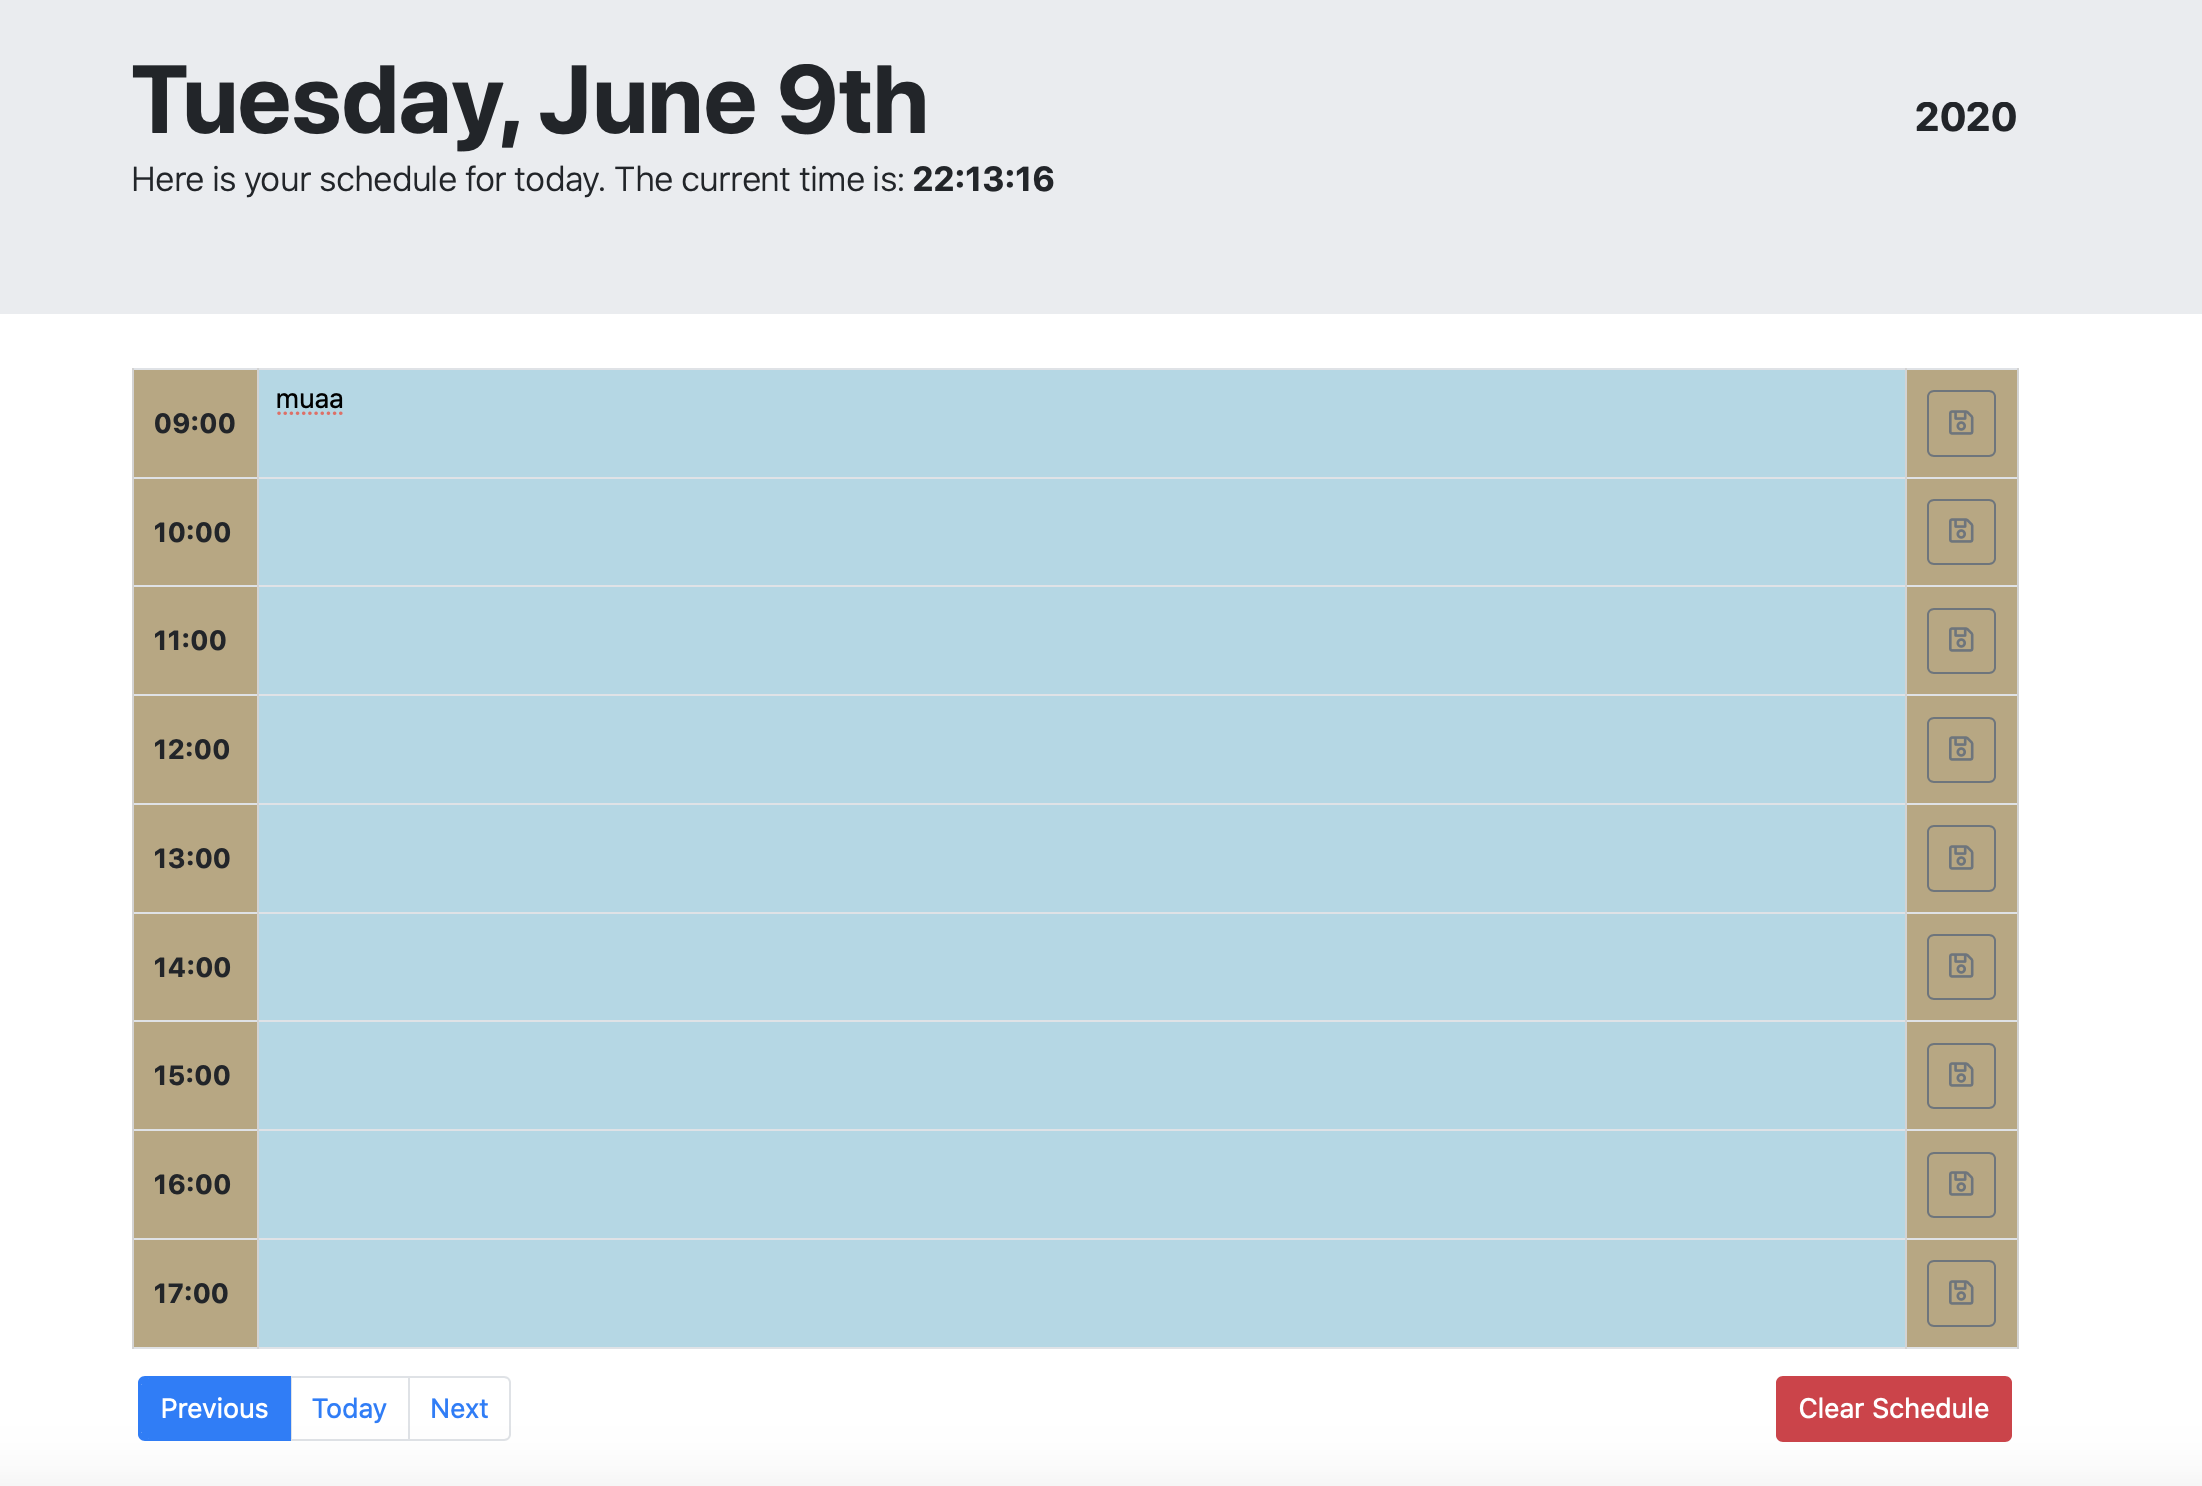 Tuesday, June 9th
2020
Here is your schedule for today. The current time is: 22:13:16
09:00 muaa
10:00
11:00
12:00
13:00
14:00
15:00
16:00
17:00
Previous Today Next Clear Schedule